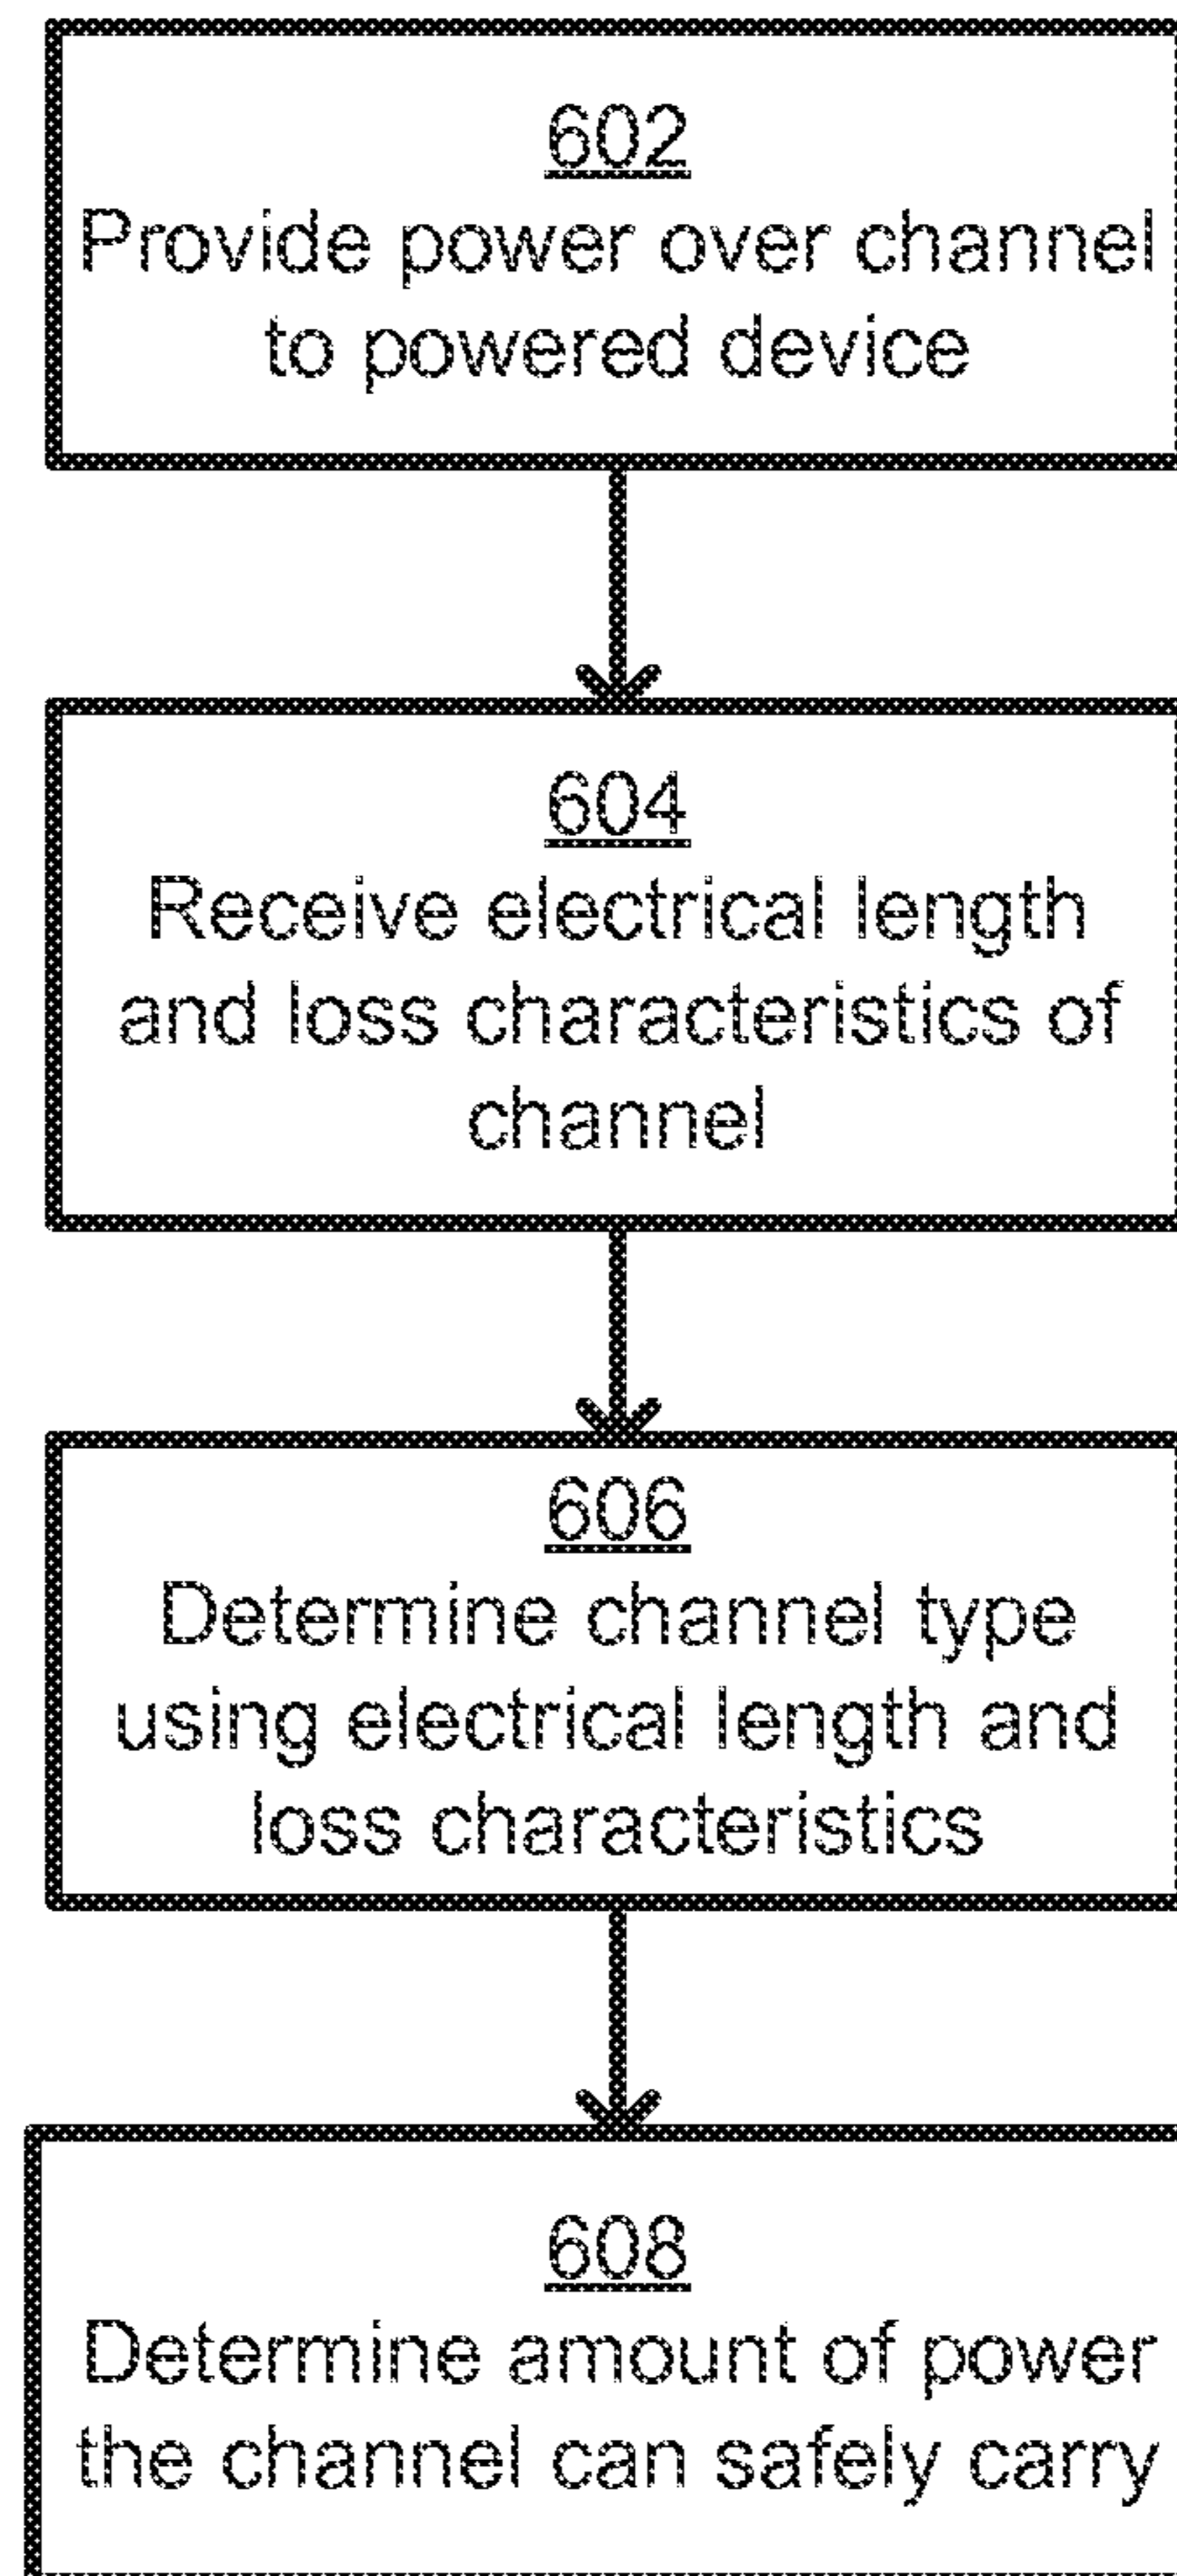 602
Provide power over channel
to powered device
604
Receive electrical length
and loss characteristics of
channel
606
Determine channel type
using electrical length and
loss characteristics
608
Determine amount of power
the channel can safely carry